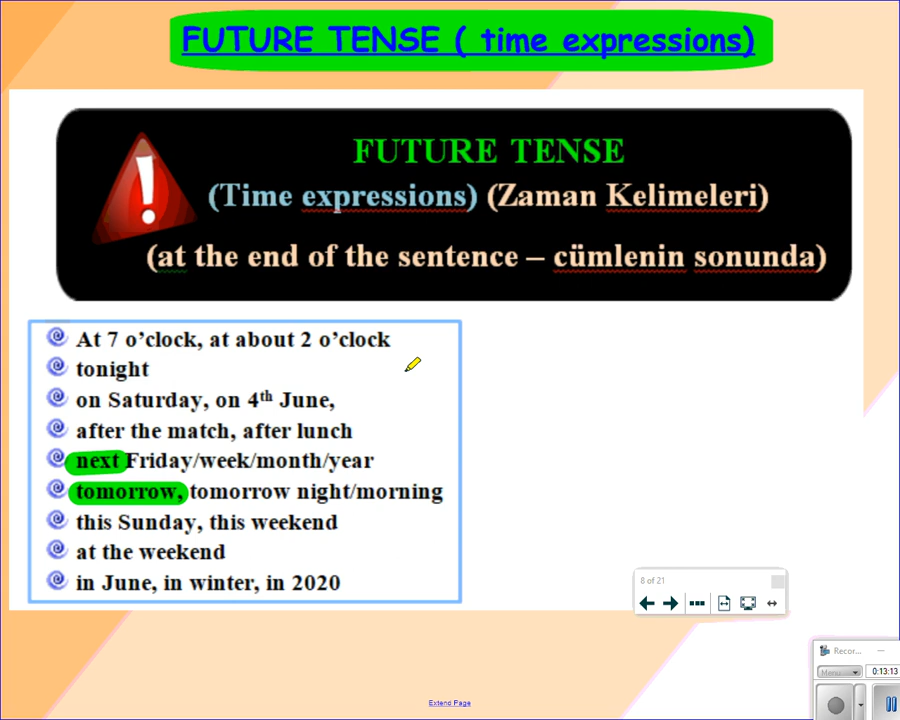 FUTURE TENSE ( time expressions)
FUTURE TENSE
(Time expressions) (Zaman Kelimeleri)
(at the end of the sentence – cümlenin sonunda)
At 7 o’clock, at about 2 o’clock
tonight
on Saturday, on 4th June,
after the match, after lunch
next Friday/week/month/year
tomorrow, tomorrow night/morning
this Sunday, this weekend
at the weekend
in June, in winter, in 2020
8 of 21
Recor...
Menu
0:13:13
Extend Page